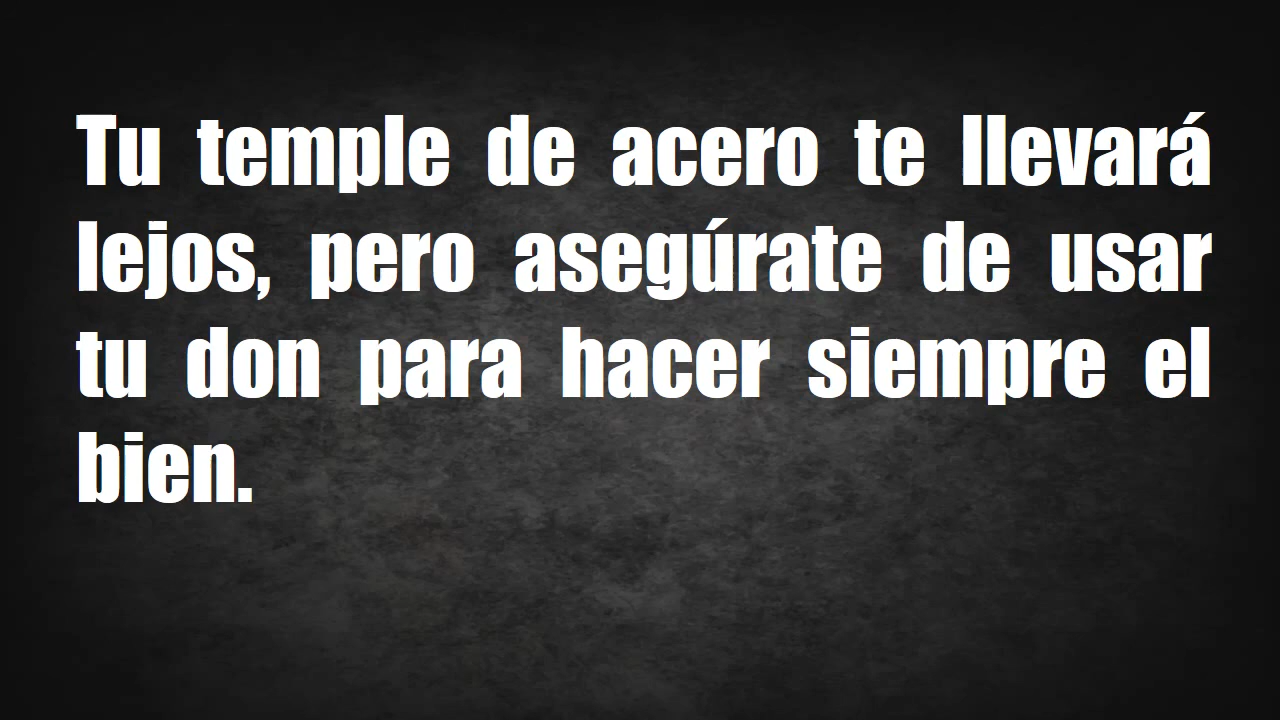 Tu temple de acero te llevará
lejos, pero asegúrate de usar
tu don para hacer siempre el
bien.